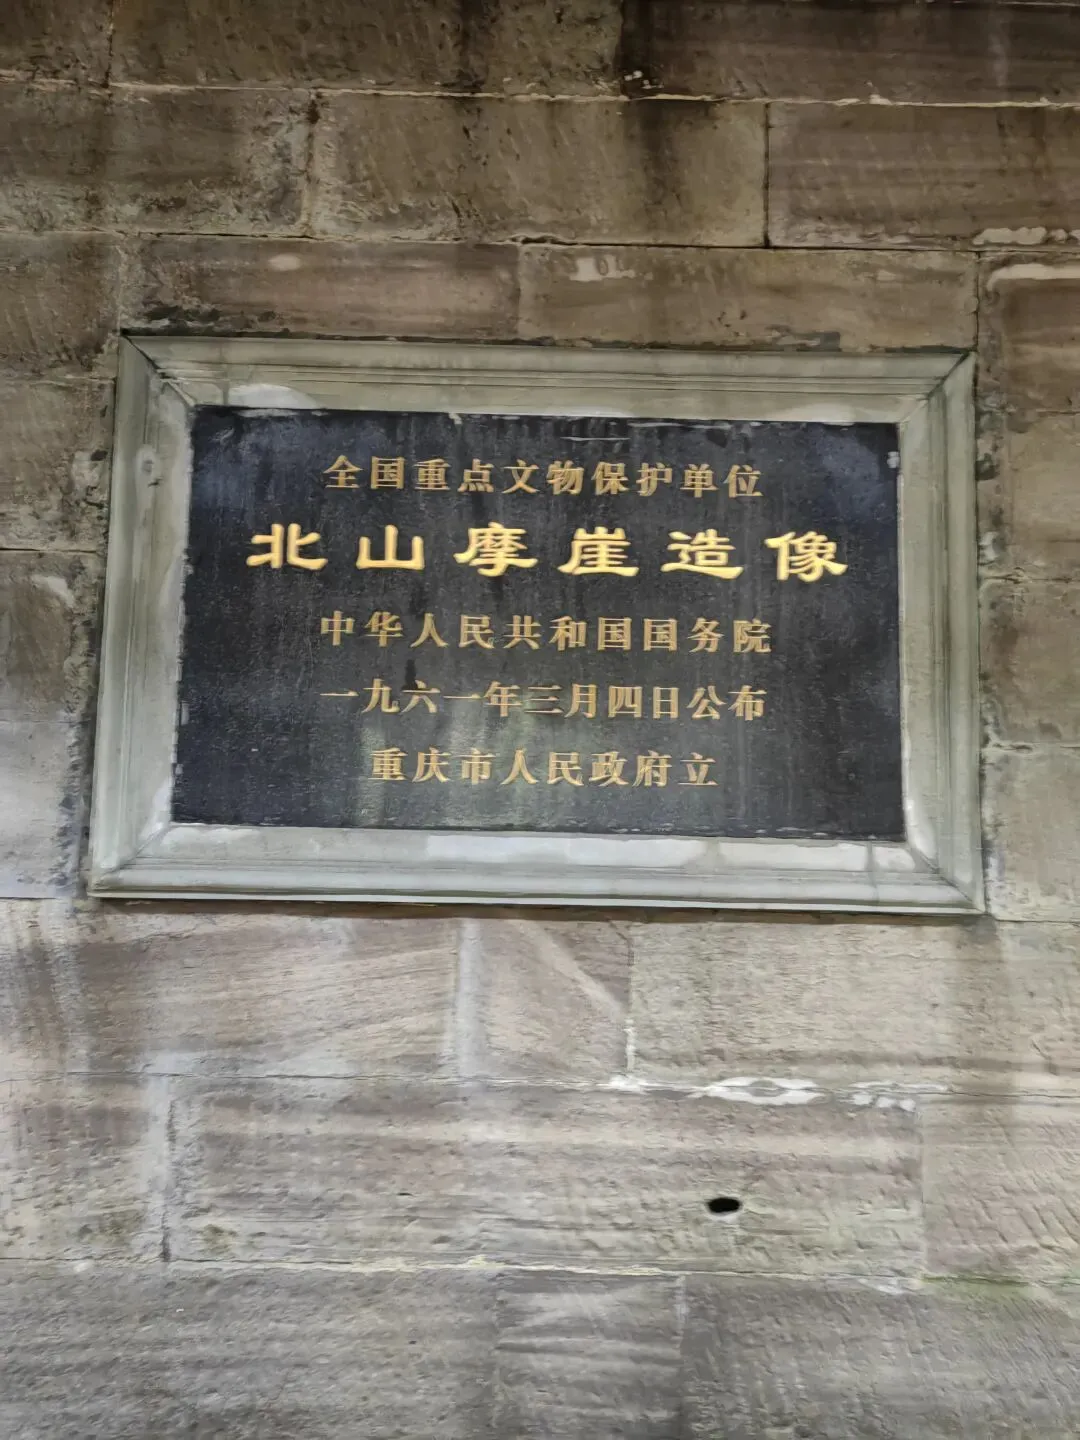 全国重点文物保护单位
北山摩崖造像
中华人民共和国国务院
一九六一年三月四日公布
重庆市人民政府立